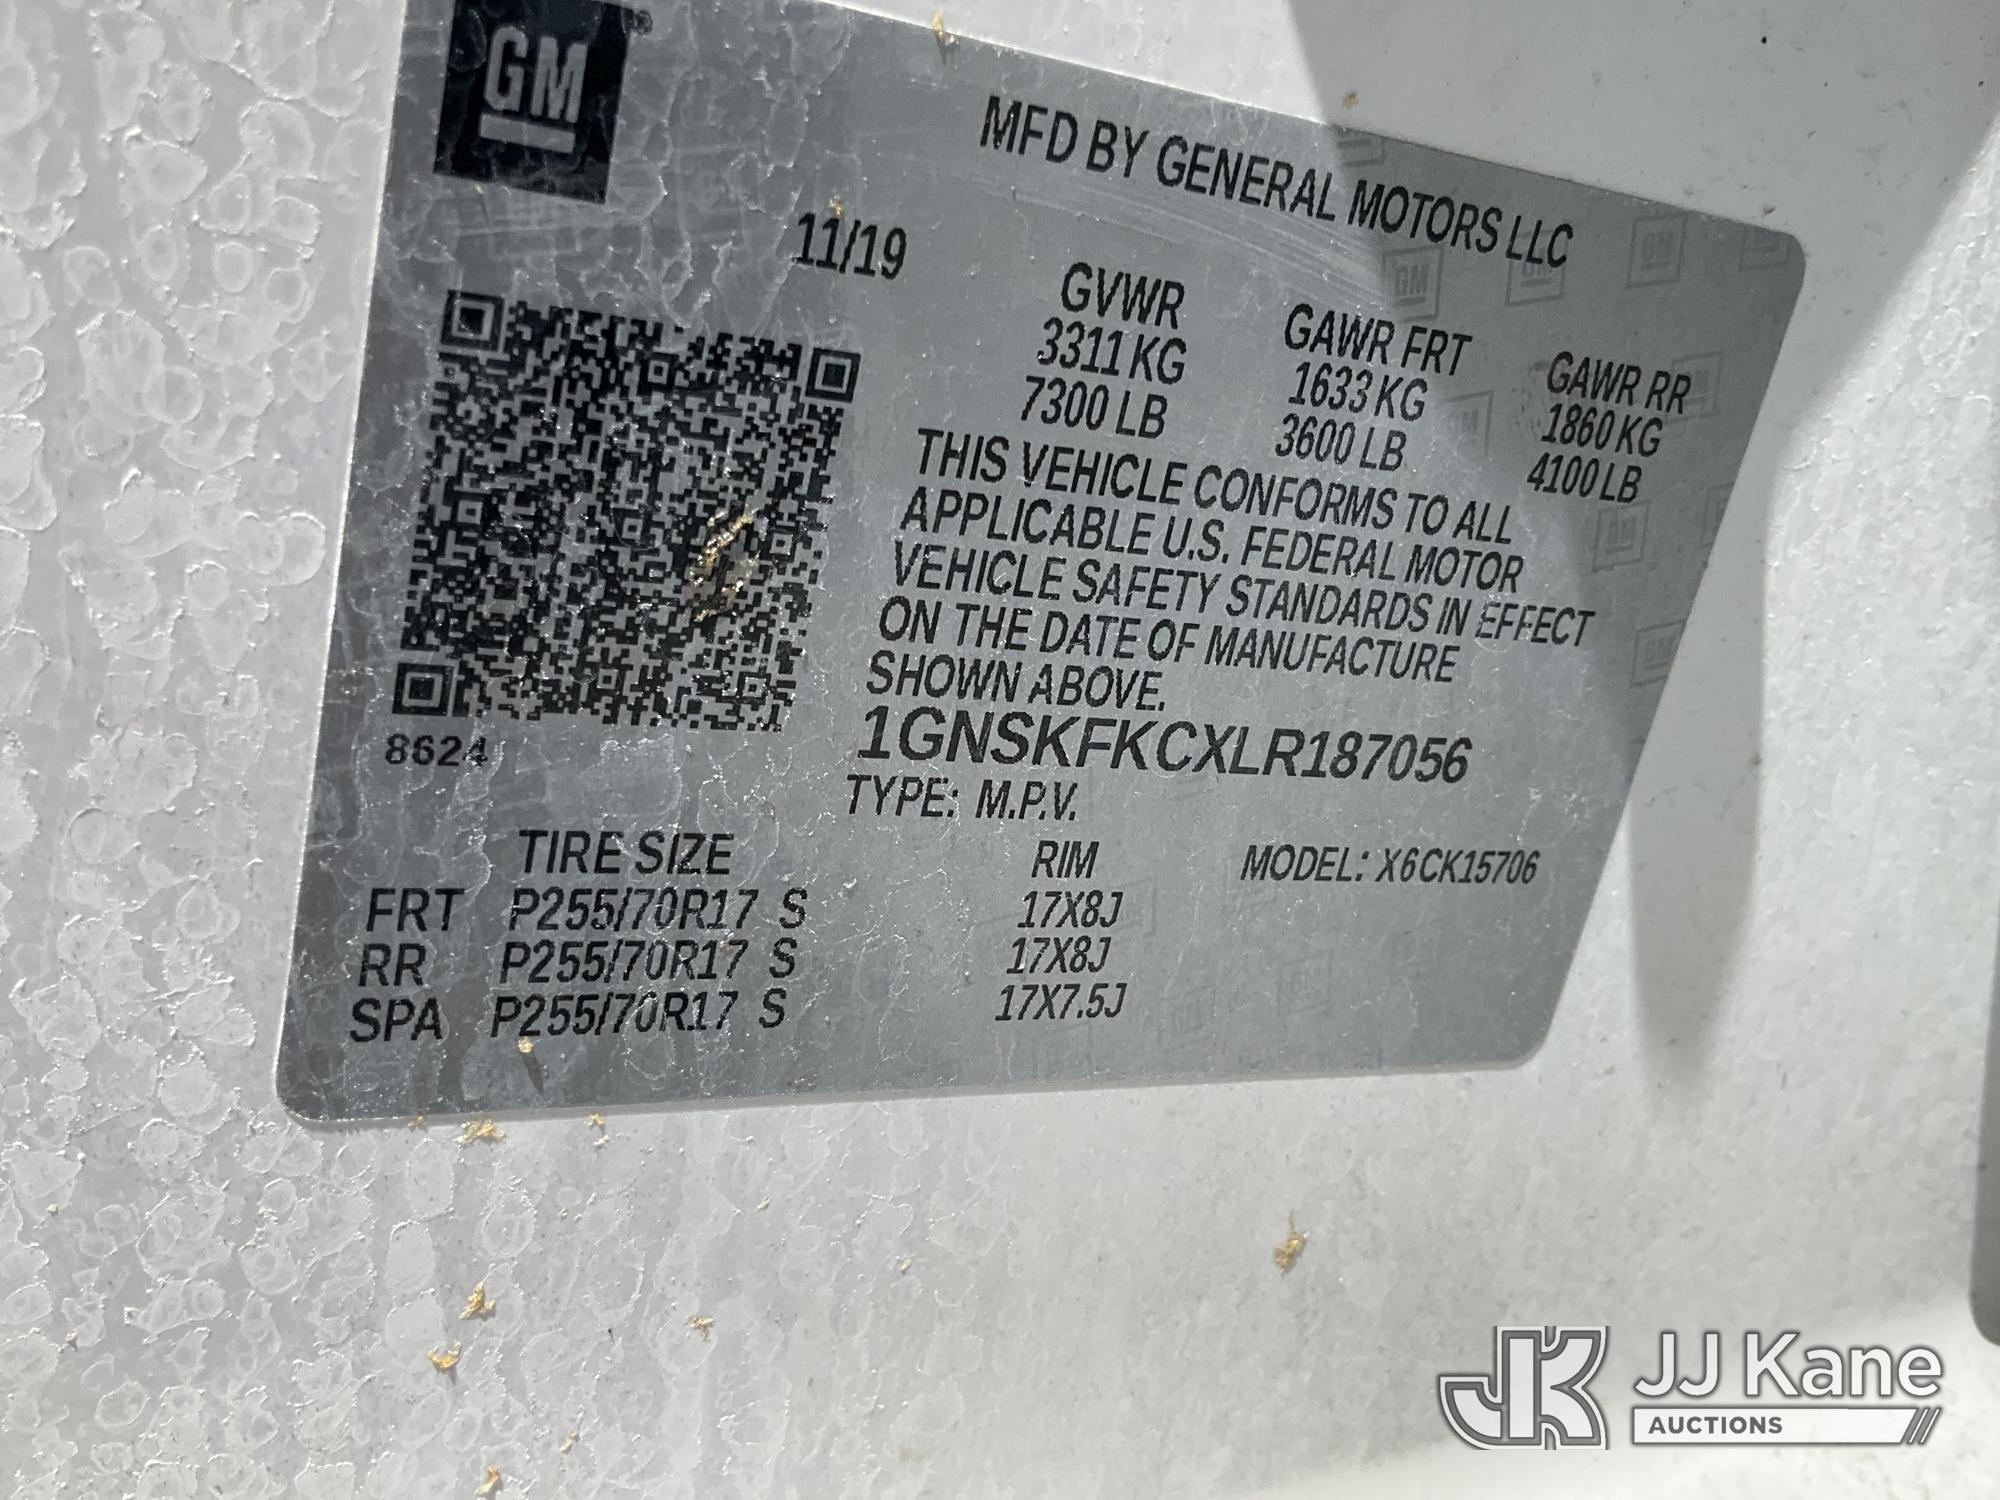 GM
MFD BY GENERAL MOTORS LLC
11/19
GVWR GAWR FRT GAWR RR
3311 KG 1633 KG 1860 KG
7300 LB 3600 LB 4100 LB
THIS VEHICLE CONFORMS TO ALL
APPLICABLE U.S. FEDERAL MOTOR
VEHICLE SAFETY STANDARDS IN EFFECT
ON THE DATE OF MANUFACTURE
SHOWN ABOVE.
8624
1GNSKFKCXLR187056
TYPE: M.P.V.
TIRE SIZE RIM MODEL: X6CK15706
FRT P255/70R17 S 17X8J
RR P255/70R17 S 17X8J
SPA P255/70R17 S 17X7.5J
JK JJ Kane
AUCTIONS